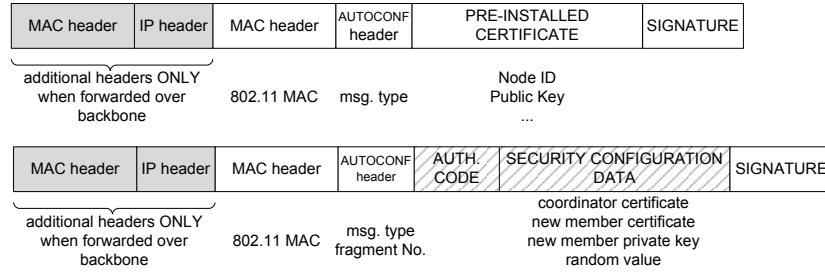 MAC header IP header MAC header AUTOCONF header PRE-INSTALLED CERTIFICATE SIGNATURE
additional headers ONLY when forwarded over backbone
802.11 MAC
msg. type
Node ID
Public Key
...
MAC header IP header MAC header AUTOCONF header AUTH. CODE SECURITY CONFIGURATION DATA SIGNATURE
additional headers ONLY
when forwarded over
backbone
802.11 MAC
msg. type
fragment No.
coordinator certificate
new member certificate
new member private key
random value